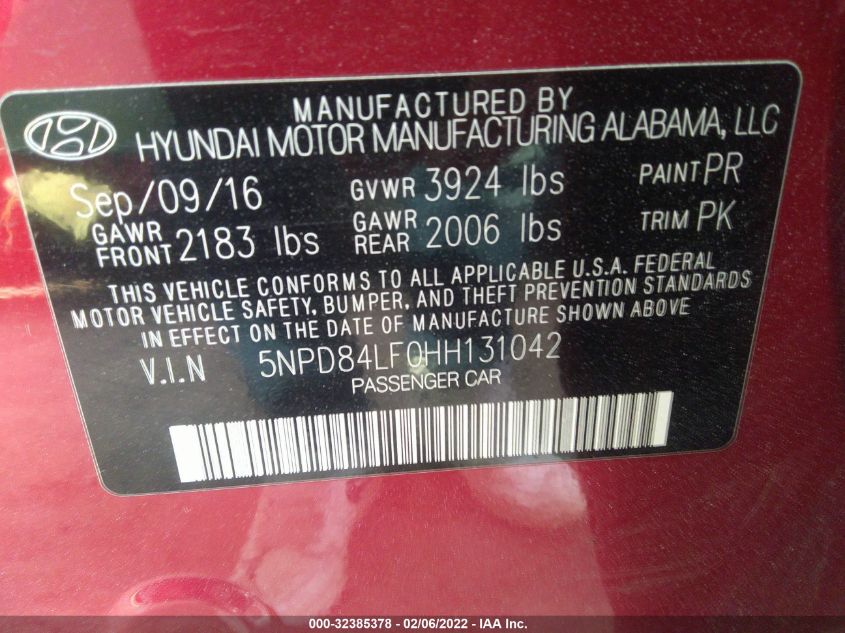 MANUFACTURED BY
HYUNDAI MOTOR MANUFACTURING ALABAMA, LLC
Sep/09/16 GVWR 3924 lbs PAINT PR
GAWR FRONT 2183 lbs GAWR REAR 2006 lbs TRIM PK
THIS VEHICLE CONFORMS TO ALL APPLICABLE U.S.A. FEDERAL
MOTOR VEHICLE SAFETY, BUMPER, AND THEFT PREVENTION STANDARDS
IN EFFECT ON THE DATE OF MANUFACTURE SHOWN ABOVE
V.I.N 5NPD84LF0HH131042
PASSENGER CAR
000-32385378 - 02/06/2022 - IAA Inc.